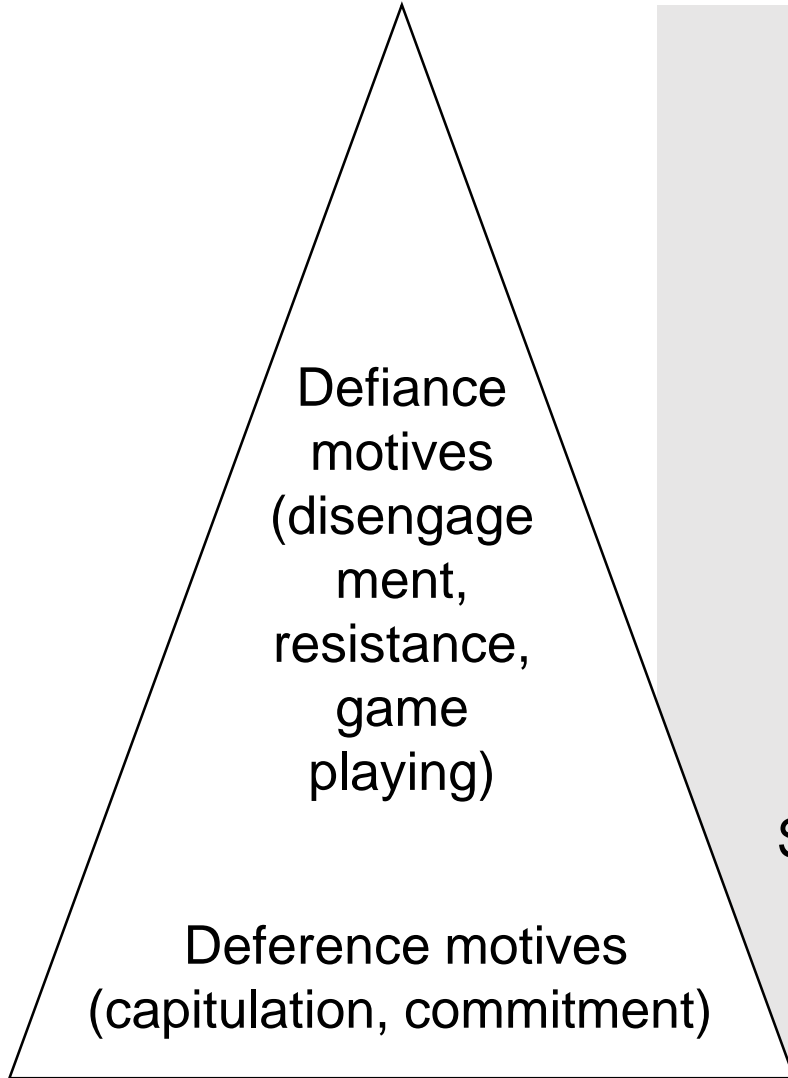 Defiance
motives
(disengage
ment,
resistance,
game
playing)
S
Deference motives
(capitulation, commitment)